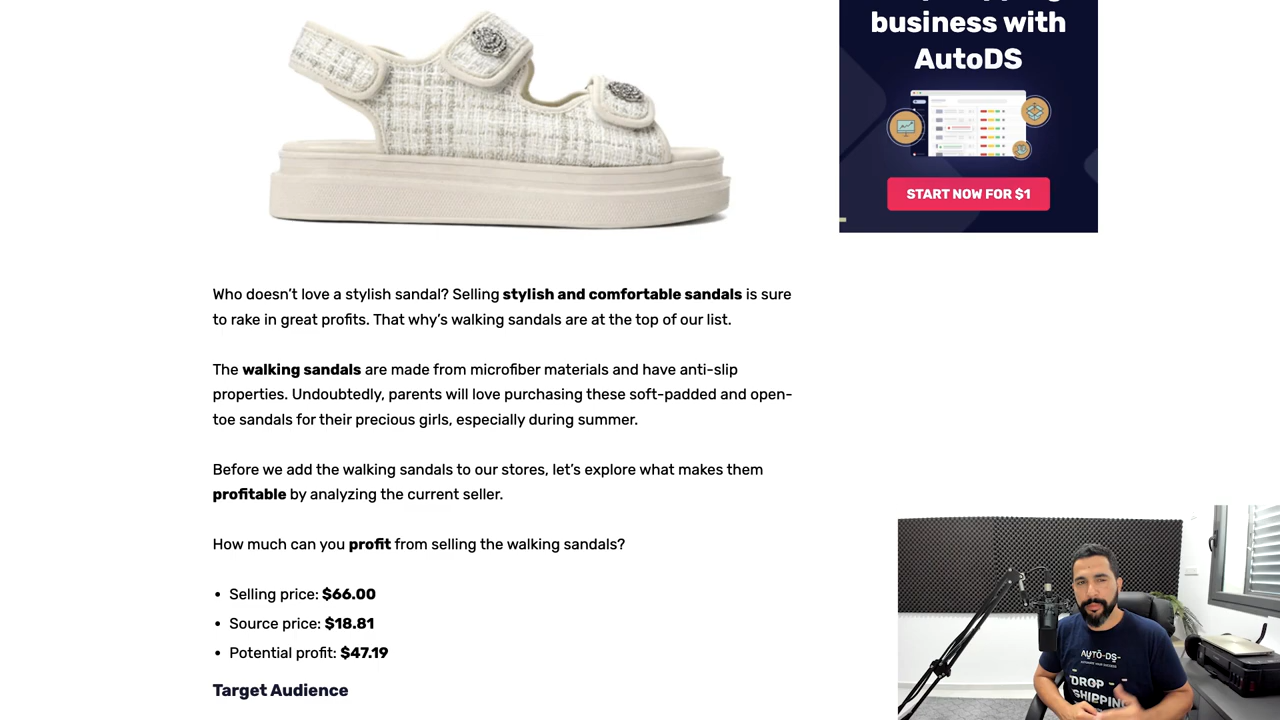 business with
AutoDS
START NOW FOR $1
Who doesn’t love a stylish sandal? Selling stylish and comfortable sandals is sure
to rake in great profits. That why’s walking sandals are at the top of our list.
The walking sandals are made from microfiber materials and have anti-slip
properties. Undoubtedly, parents will love purchasing these soft-padded and open-
toe sandals for their precious girls, especially during summer.
Before we add the walking sandals to our stores, let’s explore what makes them
profitable by analyzing the current seller.
How much can you profit from selling the walking sandals?
• Selling price: $66.00
• Source price: $18.81
• Potential profit: $47.19
Target Audience
AUTO-DS
DROP
SHIPPING